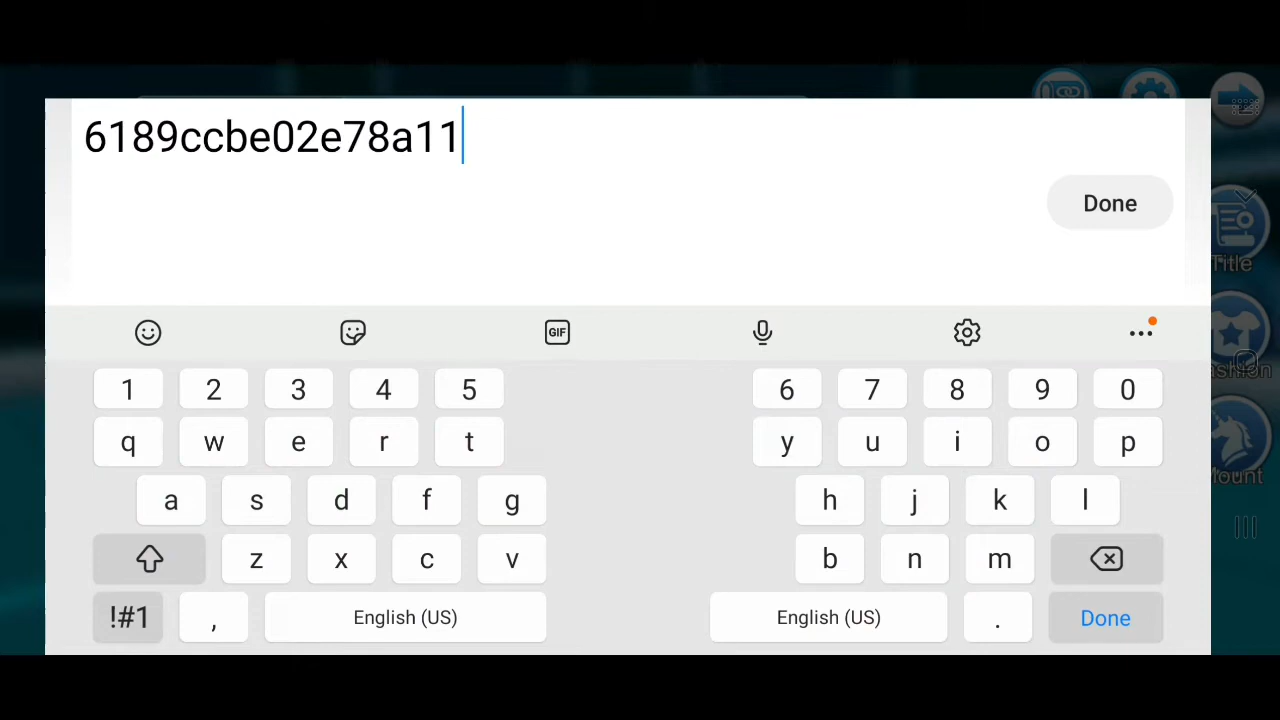 6189ccbe02e78a11
Done
Title
GIF
1 2 3 4 5 6 7 8 9 0
q w e r t y u i o p
a s d f g h j k l
z x c v b n m
!#1 , English (US) English (US) . Done